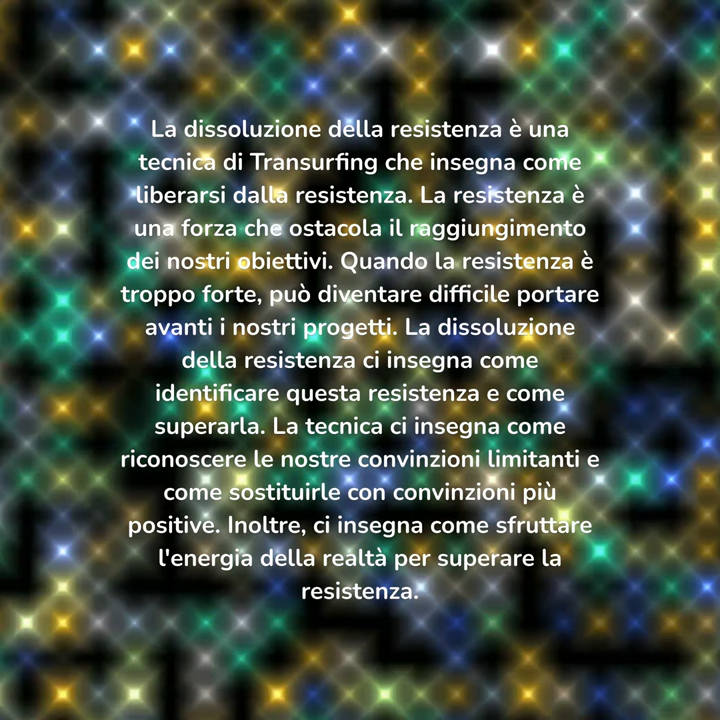 La dissoluzione della resistenza è una
tecnica di Transurfing che insegna come
liberarsi dalla resistenza. La resistenza è
una forza che ostacola il raggiungimento
dei nostri obiettivi. Quando la resistenza è
troppo forte, può diventare difficile portare
avanti i nostri progetti. La dissoluzione
della resistenza ci insegna come
identificare questa resistenza e come
superarla. La tecnica ci insegna come
riconoscere le nostre convinzioni limitanti e
come sostituirle con convinzioni più
positive. Inoltre, ci insegna come sfruttare
l'energia della realtà per superare la
resistenza.